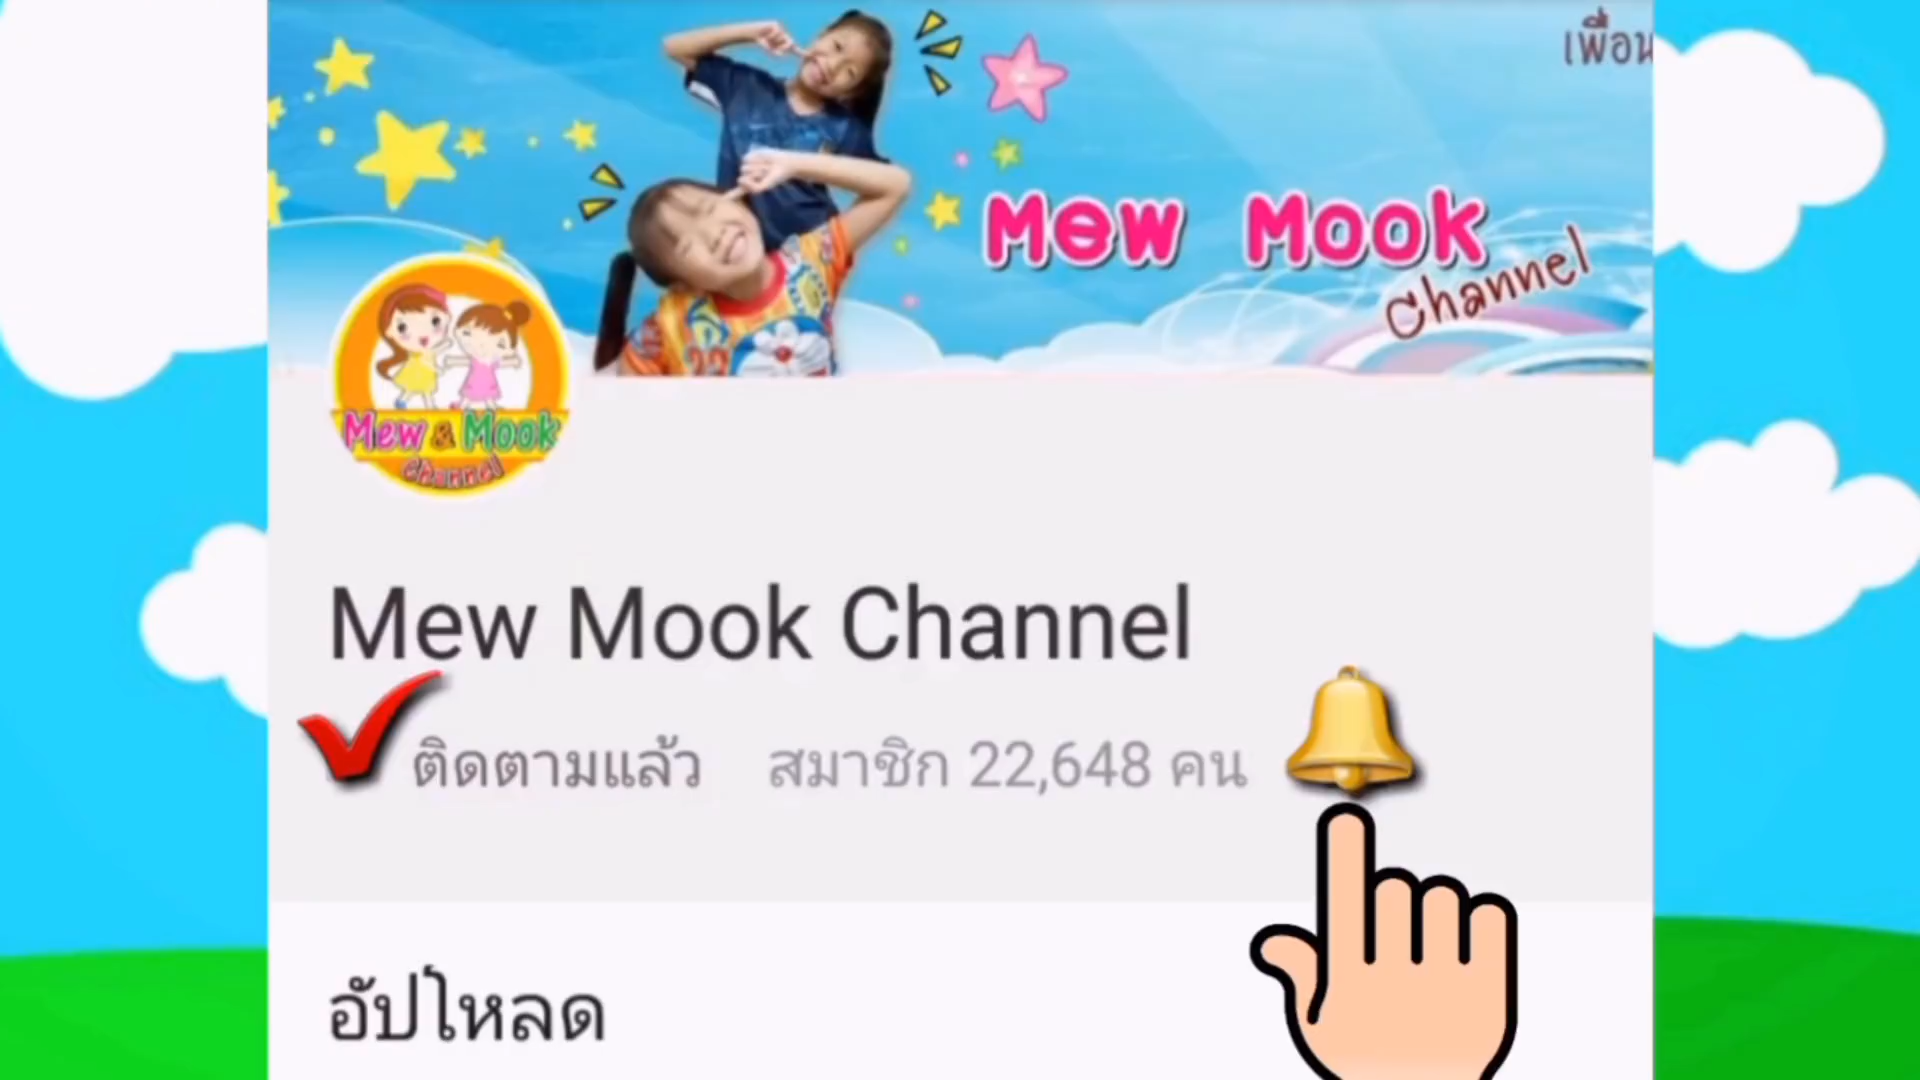 เพื่อน
Mew Mook
Channel
Mew & Mook
channel
Mew Mook Channel
ติดตามแล้ว สมาชิก 22,648 คน
อัปโหลด